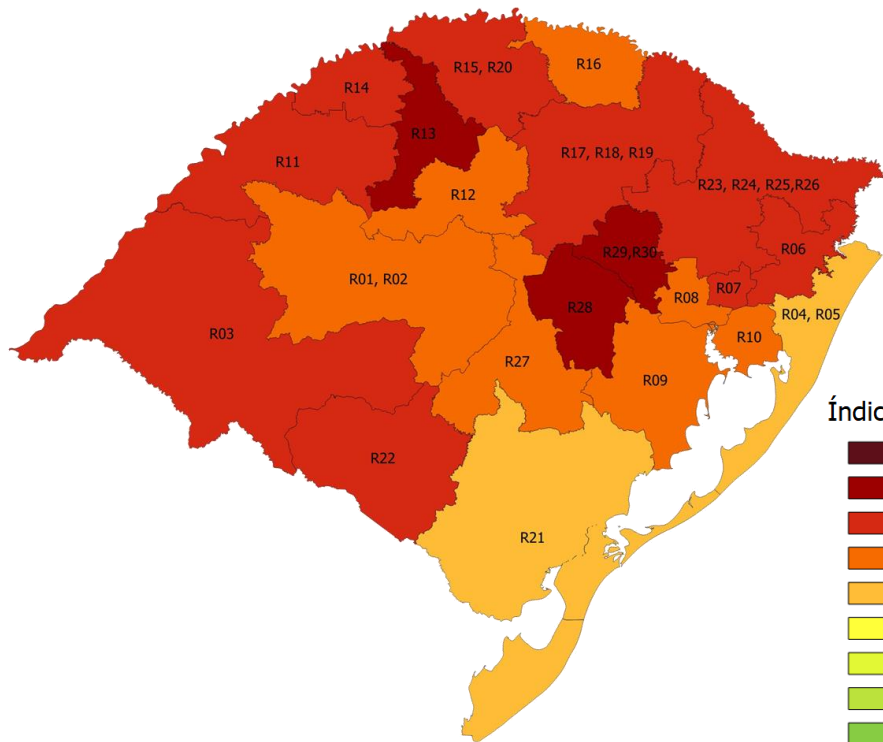 R16
R15, R20
R14
R13
R17, R18, R19
R11
R23, R24, R25,R26
R12
R06
R29,R30
R01, R02
R07
R08
R28
R04, R05
R03
R10
R27
R09
Índic
R22
R21